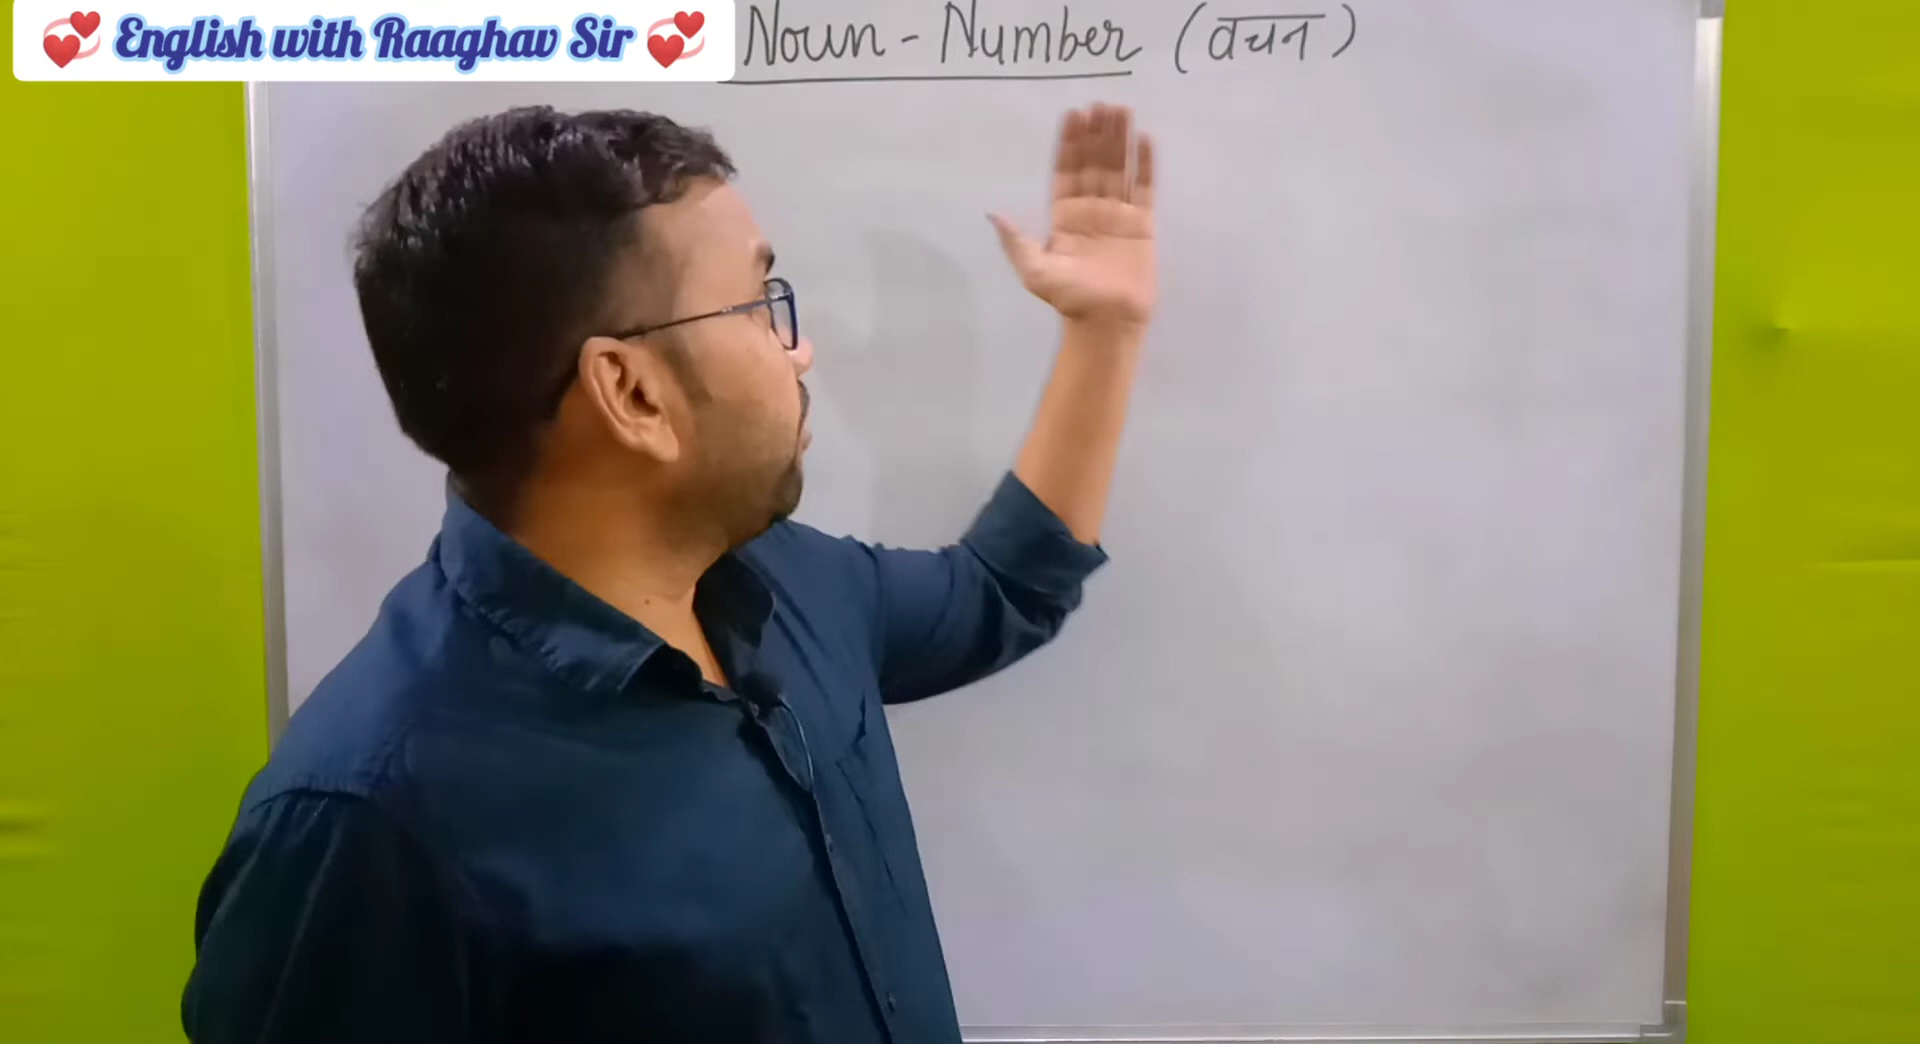 💞 English with Raaghav Sir 💞
Noun - Number (वचन)